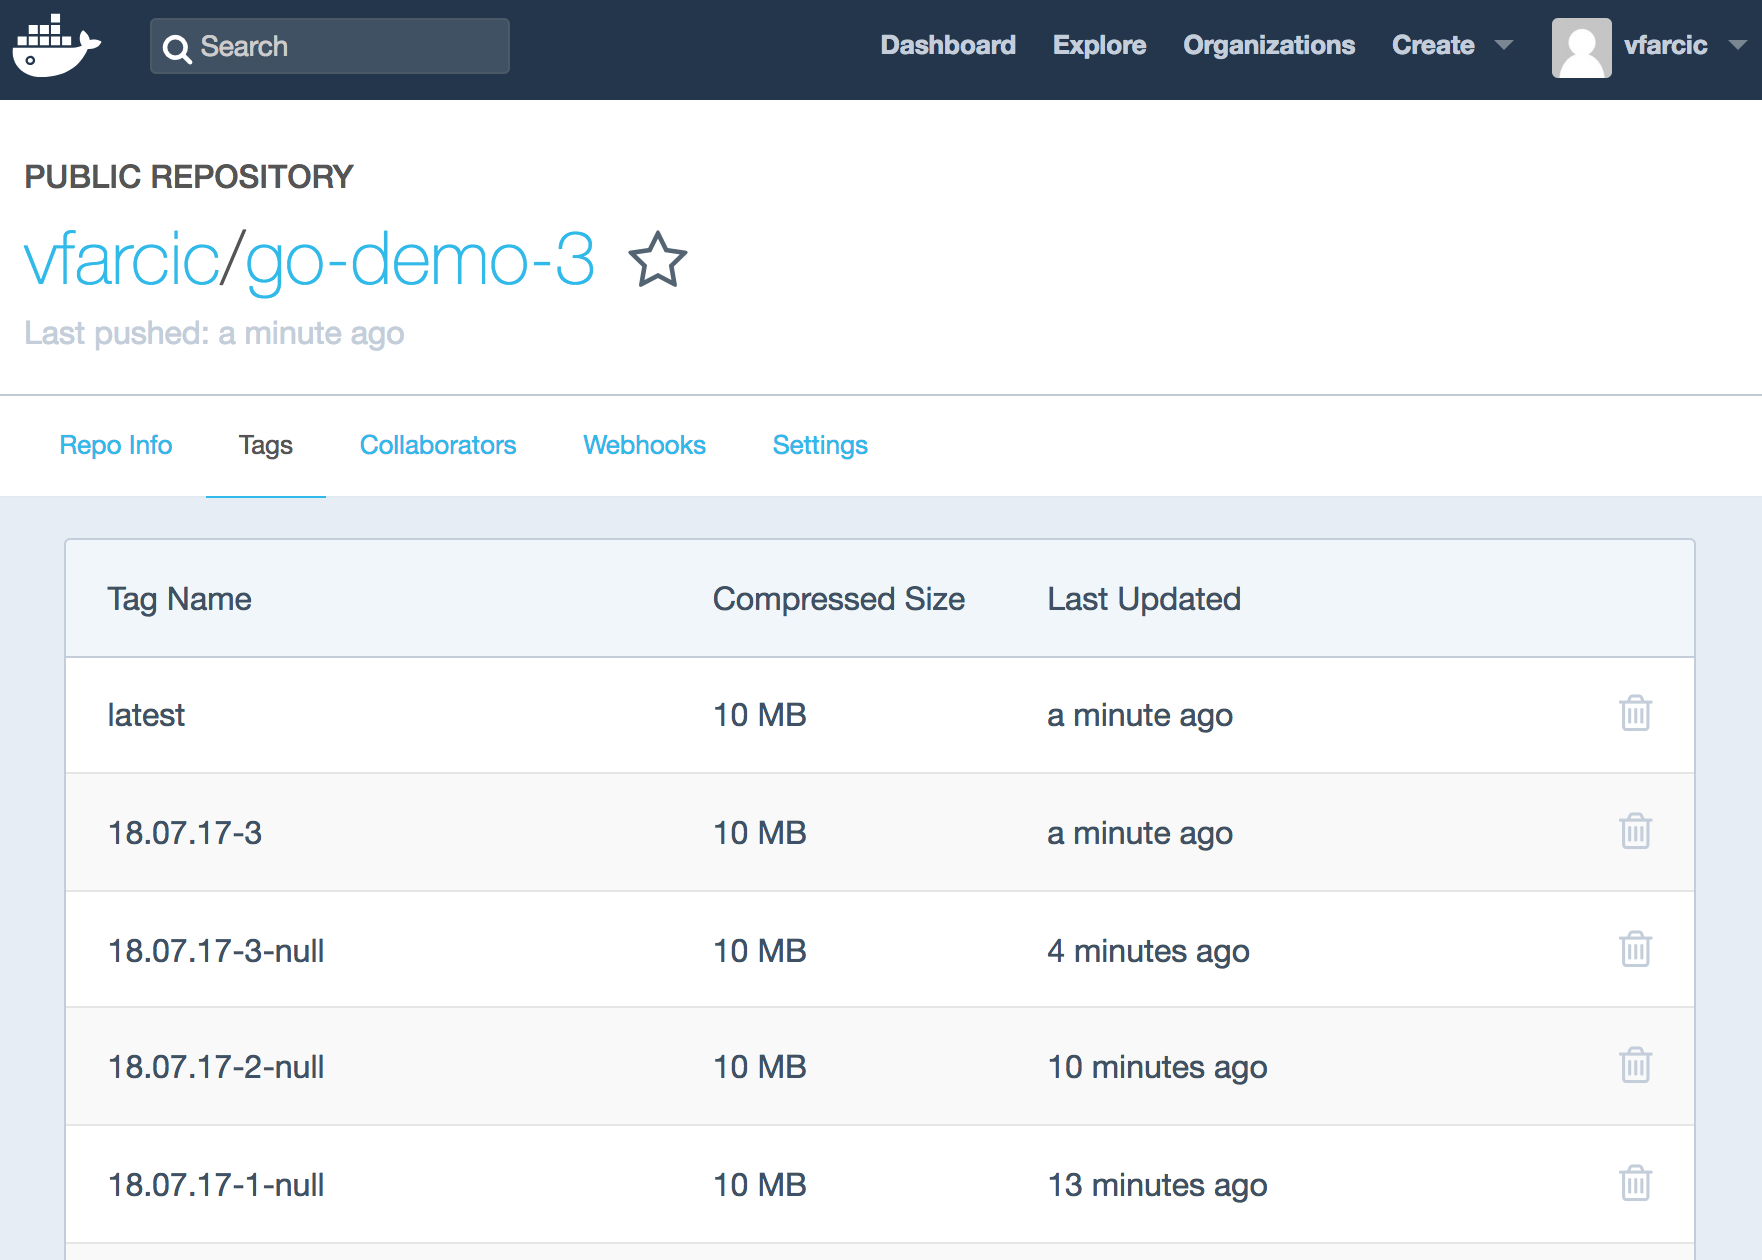 Search Dashboard Explore Organizations Create vfarcic
PUBLIC REPOSITORY
vfarcic/go-demo-3
Last pushed: a minute ago
Repo Info Tags Collaborators Webhooks Settings
Tag Name Compressed Size Last Updated
latest 10 MB a minute ago
18.07.17-3 10 MB a minute ago
18.07.17-3-null 10 MB 4 minutes ago
18.07.17-2-null 10 MB 10 minutes ago
18.07.17-1-null 10 MB 13 minutes ago